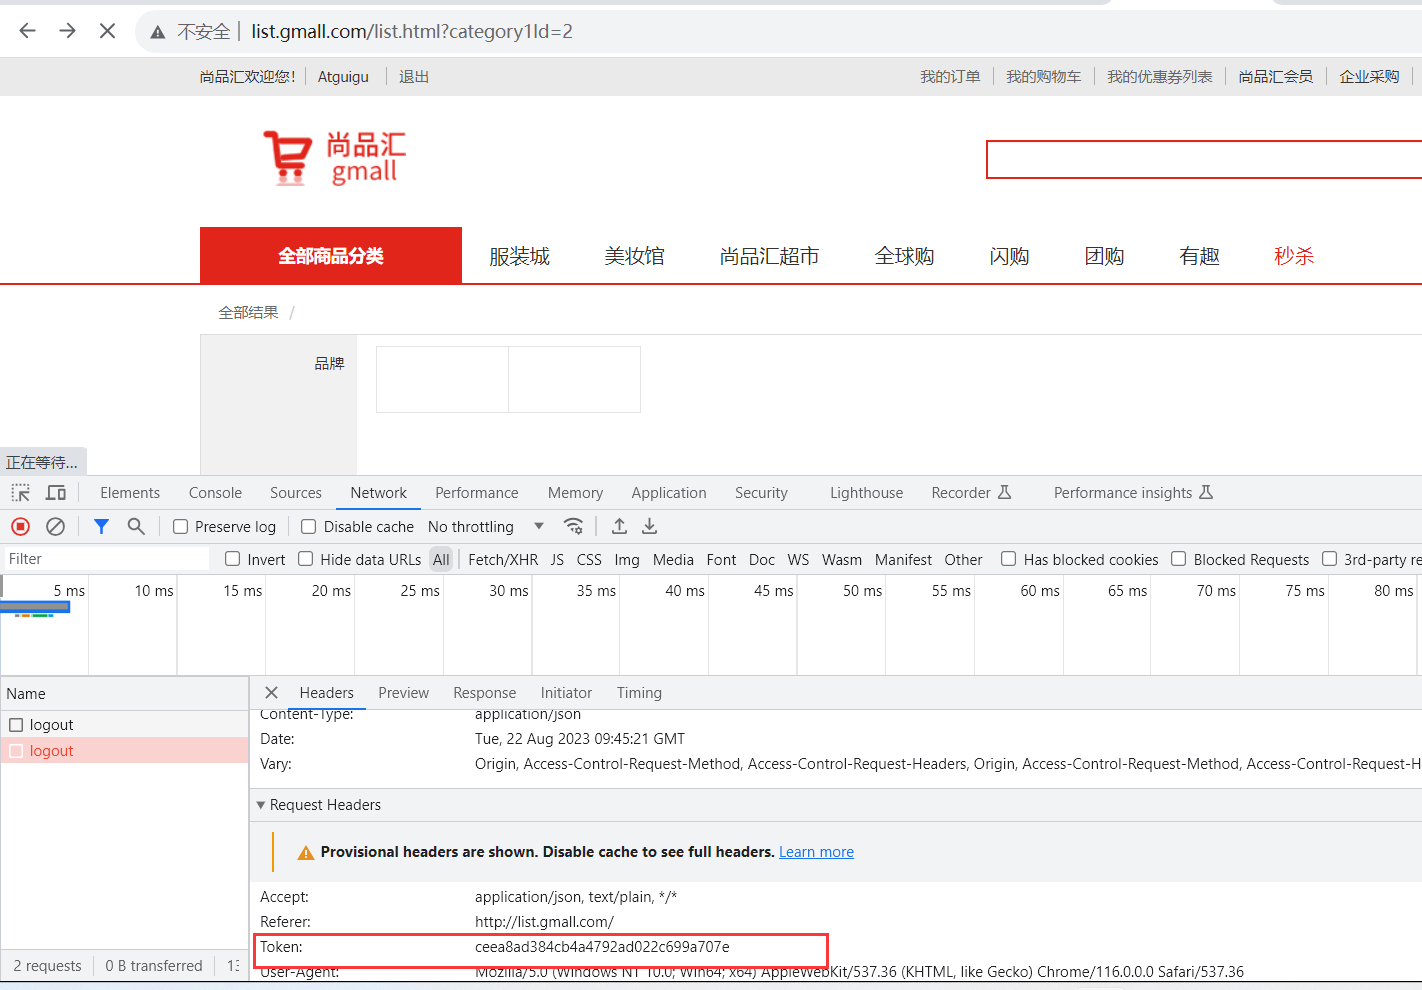 不安全 list.gmall.com/list.html?category1Id=2
尚品汇欢迎您! Atguigu 退出 我的订单 我的购物车 我的优惠券列表 尚品汇会员 企业采购
尚品汇
gmall
全部商品分类 服装城 美妆馆 尚品汇超市 全球购 闪购 团购 有趣 秒杀
全部结果 /
品牌
正在等待...
Elements Console Sources Network Performance Memory Application Security Lighthouse Recorder Performance insights
Preserve log Disable cache No throttling
Filter Invert Hide data URLs All Fetch/XHR JS CSS Img Media Font Doc WS Wasm Manifest Other Has blocked cookies Blocked Requests 3rd-party re
5 ms 10 ms 15 ms 20 ms 25 ms 30 ms 35 ms 40 ms 45 ms 50 ms 55 ms 60 ms 65 ms 70 ms 75 ms 80 ms
Name Headers Preview Response Initiator Timing
logout
logout
Content-Type: application/json
Date: Tue, 22 Aug 2023 09:45:21 GMT
Vary: Origin, Access-Control-Request-Method, Access-Control-Request-Headers, Origin, Access-Control-Request-Method, Access-Control-Request-H
Request Headers
Provisional headers are shown. Disable cache to see full headers. Learn more
Accept: application/json, text/plain, */*
Referer: http://list.gmall.com/
Token: ceea8ad384cb4a4792ad022c699a707e
User-Agent: Mozilla/5.0 (Windows NT 10.0; Win64; x64) AppleWebKit/537.36 (KHTML, like Gecko) Chrome/116.0.0.0 Safari/537.36
2 requests 0 B transferred